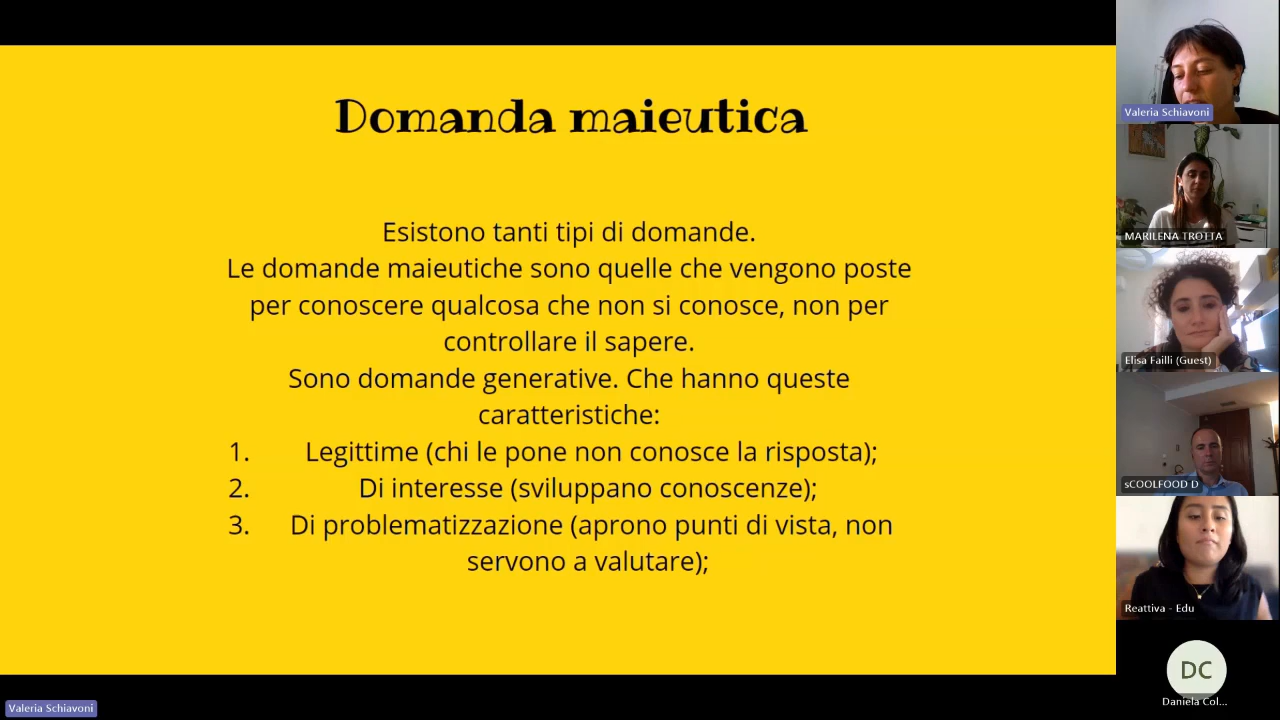 Domanda maieutica
Esistono tanti tipi di domande.
Le domande maieutiche sono quelle che vengono poste
per conoscere qualcosa che non si conosce, non per
controllare il sapere.
Sono domande generative. Che hanno queste
caratteristiche:
1. Legittime (chi le pone non conosce la risposta);
2. Di interesse (sviluppano conoscenze);
3. Di problematizzazione (aprono punti di vista, non
servono a valutare);
Valeria Schiavoni
MARILENA TROTTA
Elisa Failli (Guest)
sCOOLFOOD D
Reattiva - Edu
DC
Daniela Col...
Valeria Schiavoni